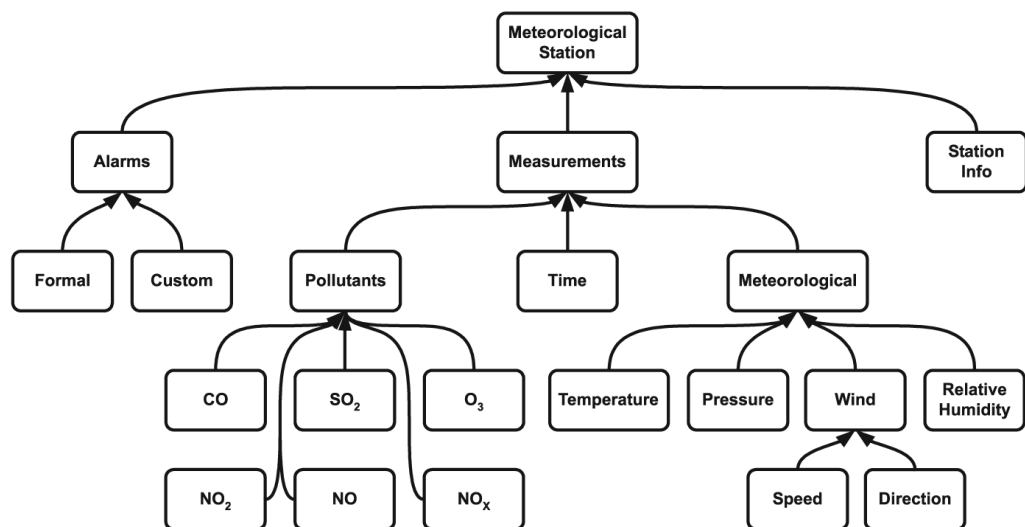 Meteorological
Station
Alarms
Measurements
Station
Info
Formal
Custom
Pollutants
Time
Meteorological
CO
SO₂
O₃
Temperature
Pressure
Wind
Relative
Humidity
NO₂
NO
NOₓ
Speed
Direction